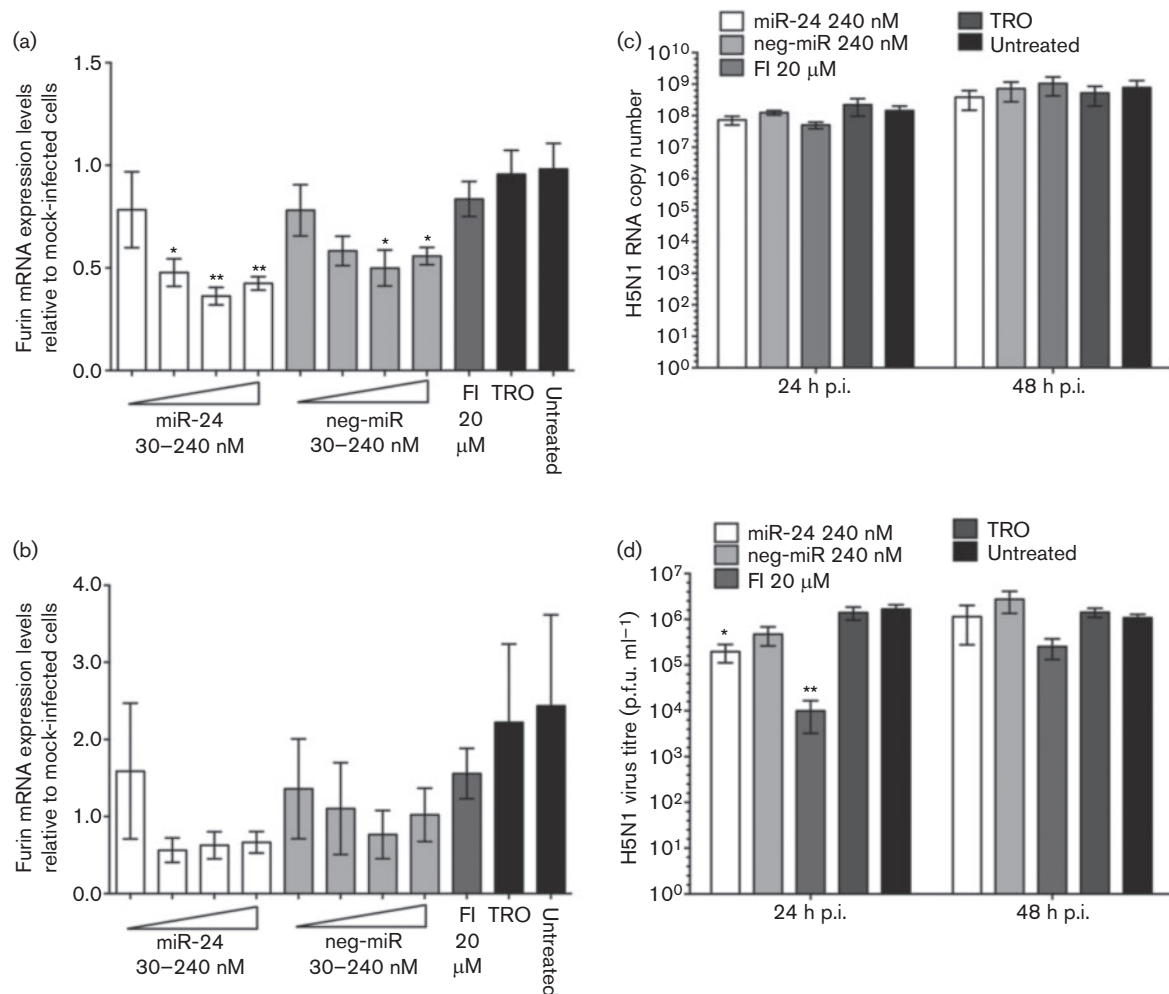 (a)
Furin mRNA expression levels
relative to mock-infected cells
1.5
1.0
0.5
0.0
*
**
**
*
*
miR-24
30–240 nM
neg-miR
30–240 nM
FI
20
μM
TRO
Untreated
(b)
Furin mRNA expression levels
relative to mock-infected cells
4.0
3.0
2.0
1.0
0.0
miR-24
30–240 nM
neg-miR
30–240 nM
FI
20
μM
TRO
Untreated
(c)
miR-24 240 nM
neg-miR 240 nM
FI 20 μM
TRO
Untreated
H5N1 RNA copy number
10¹⁰
10⁹
10⁸
10⁷
10⁶
10⁵
10⁴
10³
10²
10¹
10⁰
24 h p.i.
48 h p.i.
(d)
miR-24 240 nM
neg-miR 240 nM
FI 20 μM
TRO
Untreated
H5N1 virus titre (p.f.u. ml⁻¹)
10⁷
10⁶
10⁵
10⁴
10³
10²
10¹
10⁰
*
**
24 h p.i.
48 h p.i.